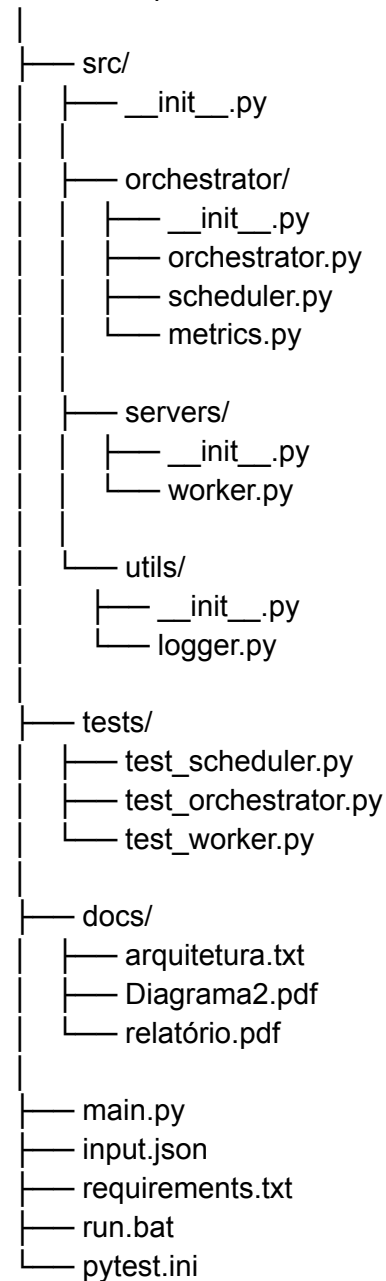 │
├── src/
│   ├── __init__.py
│   │
│   ├── orchestrator/
│   │   ├── __init__.py
│   │   ├── orchestrator.py
│   │   ├── scheduler.py
│   │   └── metrics.py
│   │
│   ├── servers/
│   │   ├── __init__.py
│   │   └── worker.py
│   │
│   └── utils/
│       ├── __init__.py
│       └── logger.py
│
├── tests/
│   ├── test_scheduler.py
│   ├── test_orchestrator.py
│   └── test_worker.py
│
├── docs/
│   ├── arquitetura.txt
│   ├── Diagrama2.pdf
│   └── relatório.pdf
│
├── main.py
├── input.json
├── requirements.txt
├── run.bat
└── pytest.ini